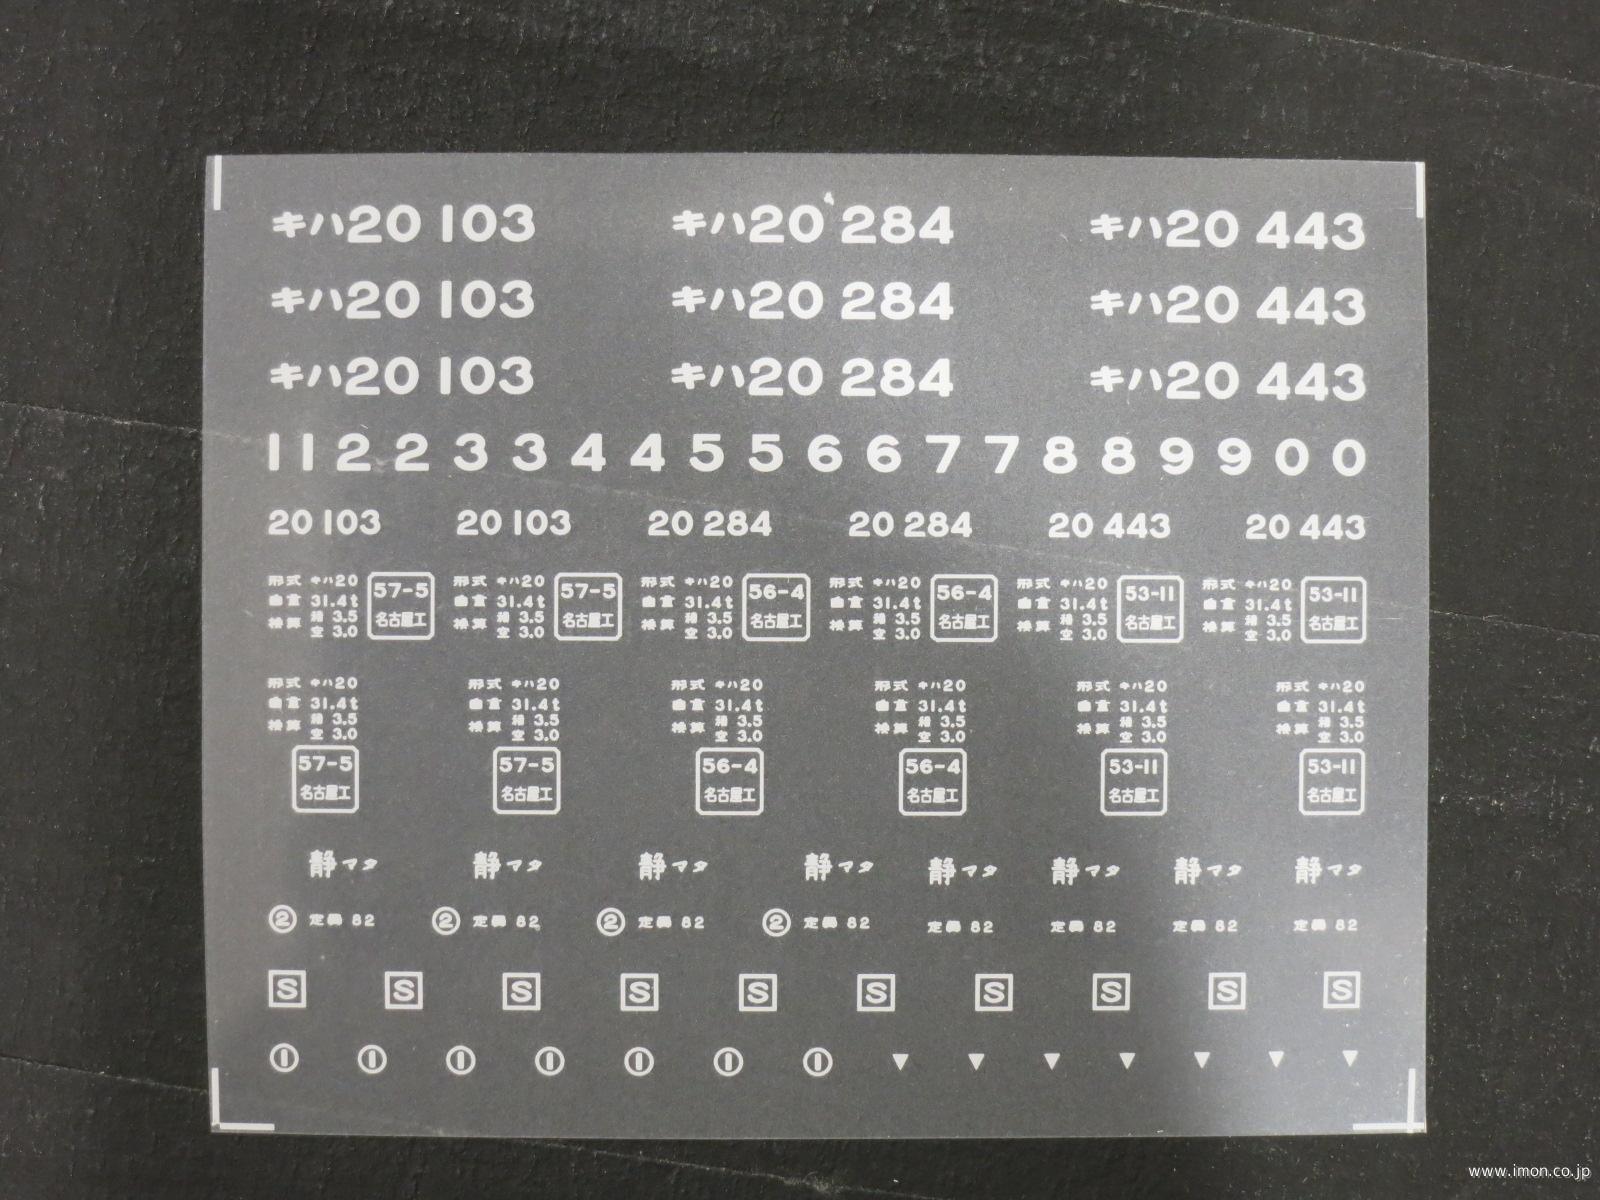 キハ20 103 キハ20 284 キハ20 443
キハ20 103 キハ20 284 キハ20 443
キハ20 103 キハ20 284 キハ20 443
1 1 2 2 3 3 4 4 5 5 6 6 7 7 8 8 9 9 0 0
20 103 20 103 20 284 20 284 20 443 20 443
形式 キハ20 57-5 形式 キハ20 57-5 形式 キハ20 56-4 形式 キハ20 56-4 形式 キハ20 53-11 形式 キハ20 53-11
自重 31.4t 自重 31.4t 自重 31.4t 自重 31.4t 自重 31.4t 自重 31.4t
換算 積 3.5 名古屋工 換算 積 3.5 名古屋工 換算 積 3.5 名古屋工 換算 積 3.5 名古屋工 換算 積 3.5 名古屋工 換算 積 3.5 名古屋工
空 3.0 空 3.0 空 3.0 空 3.0 空 3.0 空 3.0
形式 キハ20 形式 キハ20 形式 キハ20 形式 キハ20 形式 キハ20 形式 キハ20
自重 31.4t 自重 31.4t 自重 31.4t 自重 31.4t 自重 31.4t 自重 31.4t
換算 積 3.5 換算 積 3.5 換算 積 3.5 換算 積 3.5 換算 積 3.5 換算 積 3.5
空 3.0 空 3.0 空 3.0 空 3.0 空 3.0 空 3.0
57-5 57-5 56-4 56-4 53-11 53-11
名古屋工 名古屋工 名古屋工 名古屋工 名古屋工 名古屋工
静マタ 静マタ 静マタ 静マタ 静マタ 静マタ 静マタ 静マタ
② 定員 82 ② 定員 82 ② 定員 82 ② 定員 82 定員 82 定員 82 定員 82 定員 82
S S S S S S S S S S
① ① ① ① ① ① ① ▼ ▼ ▼ ▼ ▼ ▼ ▼
www.imon.co.jp